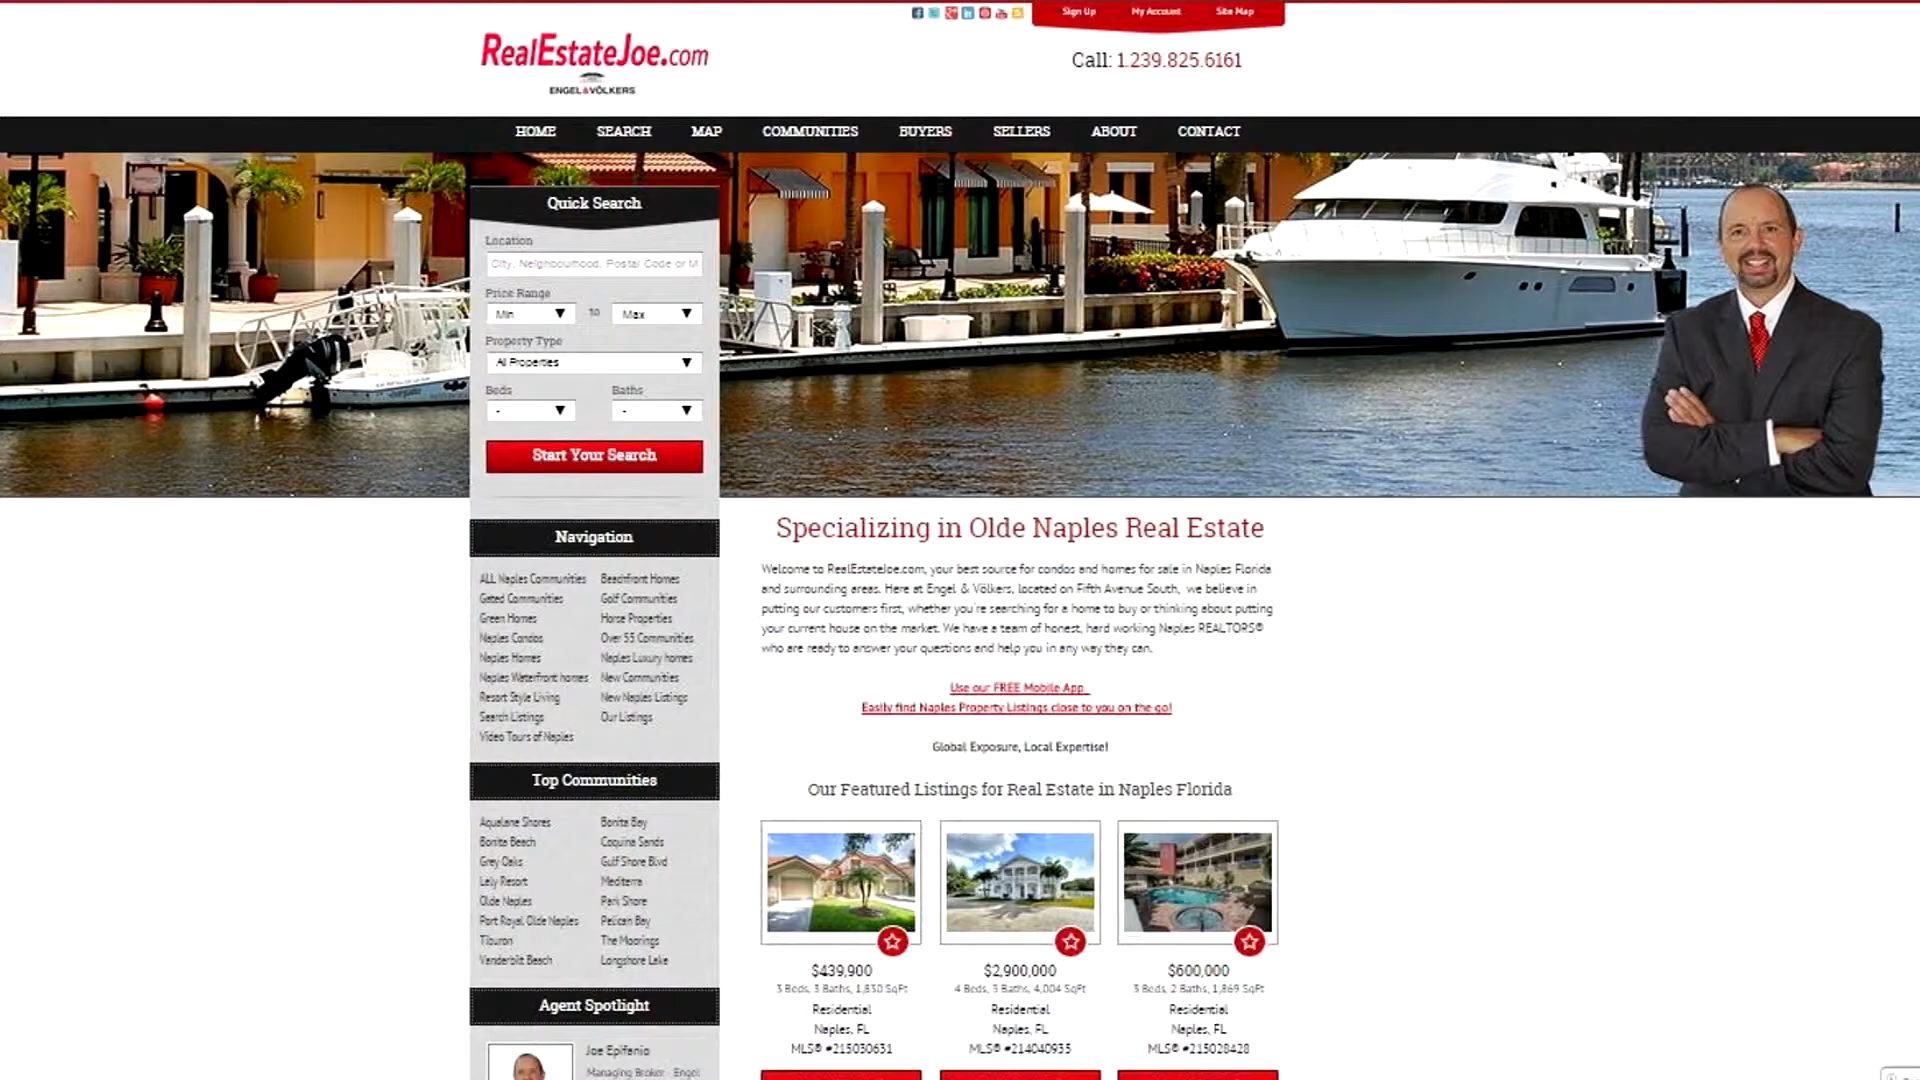 Sign Up My Account Site Map
RealEstateJoe.com
ENGEL&VÖLKERS
Call: 1.239.825.6161
HOME SEARCH MAP COMMUNITIES BUYERS SELLERS ABOUT CONTACT
Quick Search
Location
City, Neighbourhood, Postal Code or M
Price Range
Min to Max
Property Type
All Properties
Beds Baths
- -
Start Your Search
Navigation
ALL Naples Communities Beachfront Homes
Gated Communities Golf Communities
Green Homes Horse Properties
Naples Condos Over 55 Communities
Naples Homes Naples Luxury homes
Naples Waterfront homes New Communities
Resort Style Living New Naples Listings
Search Listings Our Listings
Video Tours of Naples
Top Communities
Aqualane Shores Bonita Bay
Bonita Beach Coquina Sands
Grey Oaks Gulf Shore Blvd
Lely Resort Mediterra
Olde Naples Park Shore
Port Royal Olde Naples Pelican Bay
Tiburon The Moorings
Vanderbilt Beach Longshore Lake
Agent Spotlight
Joe Epifanio
Managing Broker Engel
Specializing in Olde Naples Real Estate
Welcome to RealEstateJoe.com, your best source for condos and homes for sale in Naples Florida
and surrounding areas. Here at Engel & Völkers, located on Fifth Avenue South, we believe in
putting our customers first, whether you're searching for a home to buy or thinking about putting
your current house on the market. We have a team of honest, hard working Naples REALTORS®
who are ready to answer your questions and help you in any way they can.
Use our FREE Mobile App
Easily find Naples Property Listings close to you on the go!
Global Exposure, Local Expertise!
Our Featured Listings for Real Estate in Naples Florida
$439,900 $2,900,000 $600,000
3 Beds, 3 Baths, 1,830 SqFt 4 Beds, 5 Baths, 4,004 SqFt 3 Beds, 2 Baths, 1,869 SqFt
Residential Residential Residential
Naples, FL Naples, FL Naples, FL
MLS® #215030631 MLS® #214040935 MLS® #215028428